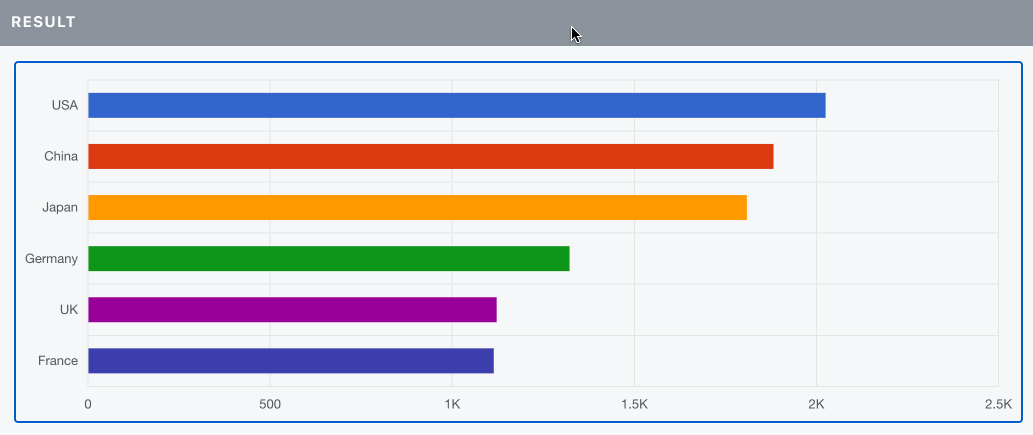 RESULT
USA
China
Japan
Germany
UK
France
0 500 1K 1.5K 2K 2.5K